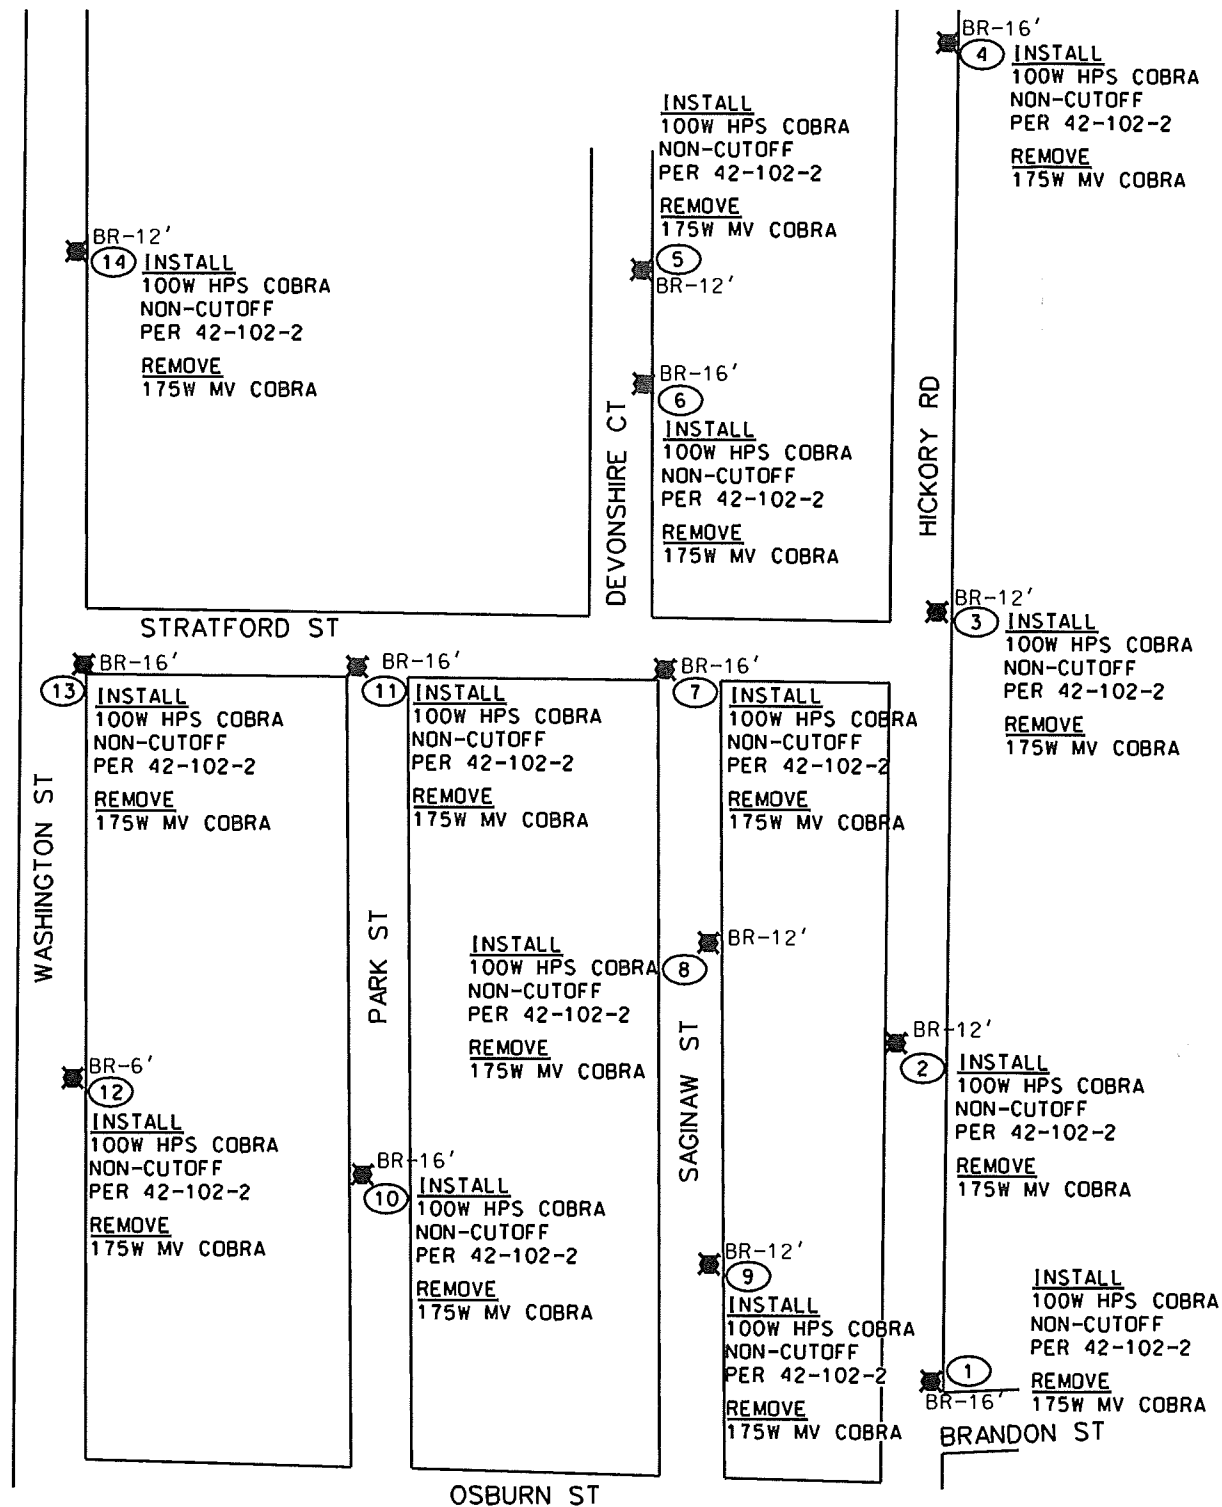 BR-16'
4
INSTALL
100W HPS COBRA
NON-CUTOFF
PER 42-102-2
REMOVE
175W MV COBRA
INSTALL
100W HPS COBRA
NON-CUTOFF
PER 42-102-2
REMOVE
175W MV COBRA
5
BR-12'
BR-12'
14
INSTALL
100W HPS COBRA
NON-CUTOFF
PER 42-102-2
REMOVE
175W MV COBRA
BR-16'
6
INSTALL
100W HPS COBRA
NON-CUTOFF
PER 42-102-2
REMOVE
175W MV COBRA
DEVONSHIRE CT
HICKORY RD
STRATFORD ST
BR-12'
3
INSTALL
100W HPS COBRA
NON-CUTOFF
PER 42-102-2
REMOVE
175W MV COBRA
BR-16'
13
INSTALL
100W HPS COBRA
NON-CUTOFF
PER 42-102-2
REMOVE
175W MV COBRA
BR-16'
11
INSTALL
100W HPS COBRA
NON-CUTOFF
PER 42-102-2
REMOVE
175W MV COBRA
BR-16'
7
INSTALL
100W HPS COBRA
NON-CUTOFF
PER 42-102-2
REMOVE
175W MV COBRA
WASHINGTON ST
PARK ST
INSTALL
100W HPS COBRA
NON-CUTOFF
PER 42-102-2
REMOVE
175W MV COBRA
8
BR-12'
SAGINAW ST
BR-12'
2
INSTALL
100W HPS COBRA
NON-CUTOFF
PER 42-102-2
REMOVE
175W MV COBRA
BR-6'
12
INSTALL
100W HPS COBRA
NON-CUTOFF
PER 42-102-2
REMOVE
175W MV COBRA
BR-16'
10
INSTALL
100W HPS COBRA
NON-CUTOFF
PER 42-102-2
REMOVE
175W MV COBRA
BR-12'
9
INSTALL
100W HPS COBRA
NON-CUTOFF
PER 42-102-2
REMOVE
175W MV COBRA
INSTALL
100W HPS COBRA
NON-CUTOFF
PER 42-102-2
REMOVE
175W MV COBRA
1
BR-16'
BRANDON ST
OSBURN ST